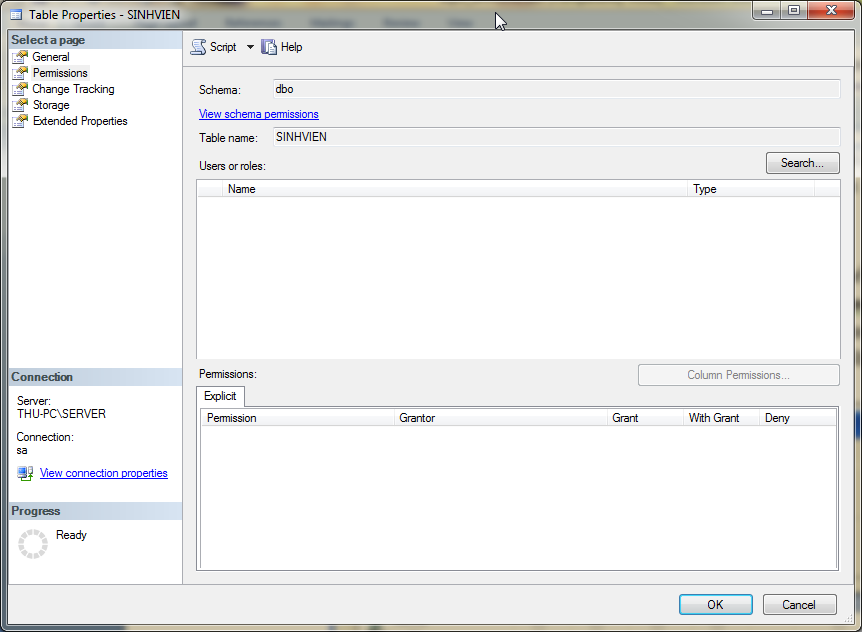 Table Properties - SINHVIEN
Select a page
General
Permissions
Change Tracking
Storage
Extended Properties
Script Help
Schema: dbo
View schema permissions
Table name: SINHVIEN
Users or roles: Search...
Name Type
Connection
Server:
THU-PC\SERVER
Connection:
sa
View connection properties
Progress
Ready
Permissions: Column Permissions...
Explicit
Permission Grantor Grant With Grant Deny
OK Cancel